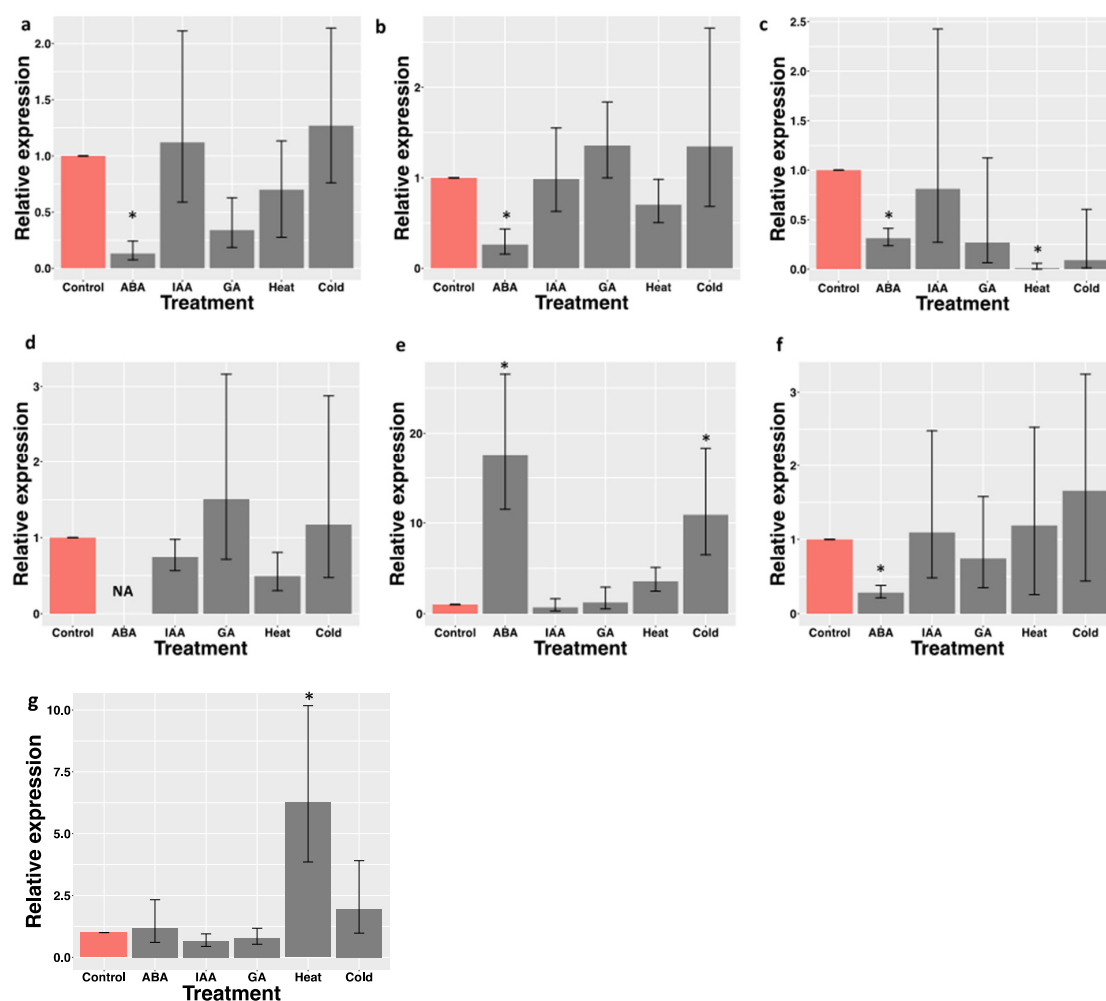 a
Relative expression
2.0
1.5
1.0
0.5
0.0
*
Control ABA IAA GA Heat Cold
Treatment
b
Relative expression
2
1
0
*
Control ABA IAA GA Heat Cold
Treatment
c
Relative expression
2.5
2.0
1.5
1.0
0.5
0.0
* *
Control ABA IAA GA Heat Cold
Treatment
d
Relative expression
3
2
1
0
NA
Control ABA IAA GA Heat Cold
Treatment
e
Relative expression
20
10
0
* *
Control ABA IAA GA Heat Cold
Treatment
f
Relative expression
3
2
1
0
*
Control ABA IAA GA Heat Cold
Treatment
g
Relative expression
10.0
7.5
5.0
2.5
0.0
*
Control ABA IAA GA Heat Cold
Treatment